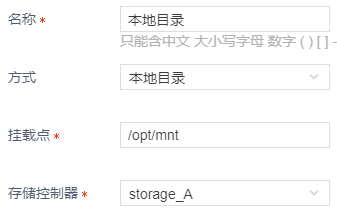 名称 * 本地目录
只能含中文 大小写字母 数字 ( ) [ ] -
方式 本地目录
挂载点 * /opt/mnt
存储控制器 * storage_A